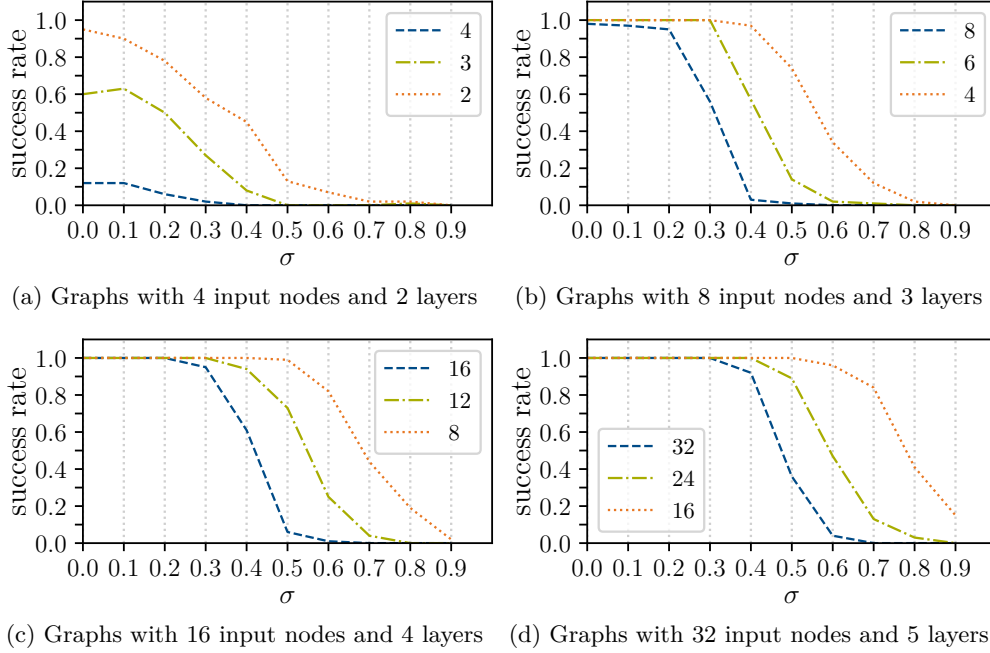 success rate
1.0
0.8
0.6
0.4
0.2
0.0
0.0 0.1 0.2 0.3 0.4 0.5 0.6 0.7 0.8 0.9
σ
4
3
2
(a) Graphs with 4 input nodes and 2 layers
success rate
1.0
0.8
0.6
0.4
0.2
0.0
0.0 0.1 0.2 0.3 0.4 0.5 0.6 0.7 0.8 0.9
σ
8
6
4
(b) Graphs with 8 input nodes and 3 layers
success rate
1.0
0.8
0.6
0.4
0.2
0.0
0.0 0.1 0.2 0.3 0.4 0.5 0.6 0.7 0.8 0.9
σ
16
12
8
(c) Graphs with 16 input nodes and 4 layers
success rate
1.0
0.8
0.6
0.4
0.2
0.0
0.0 0.1 0.2 0.3 0.4 0.5 0.6 0.7 0.8 0.9
σ
32
24
16
(d) Graphs with 32 input nodes and 5 layers